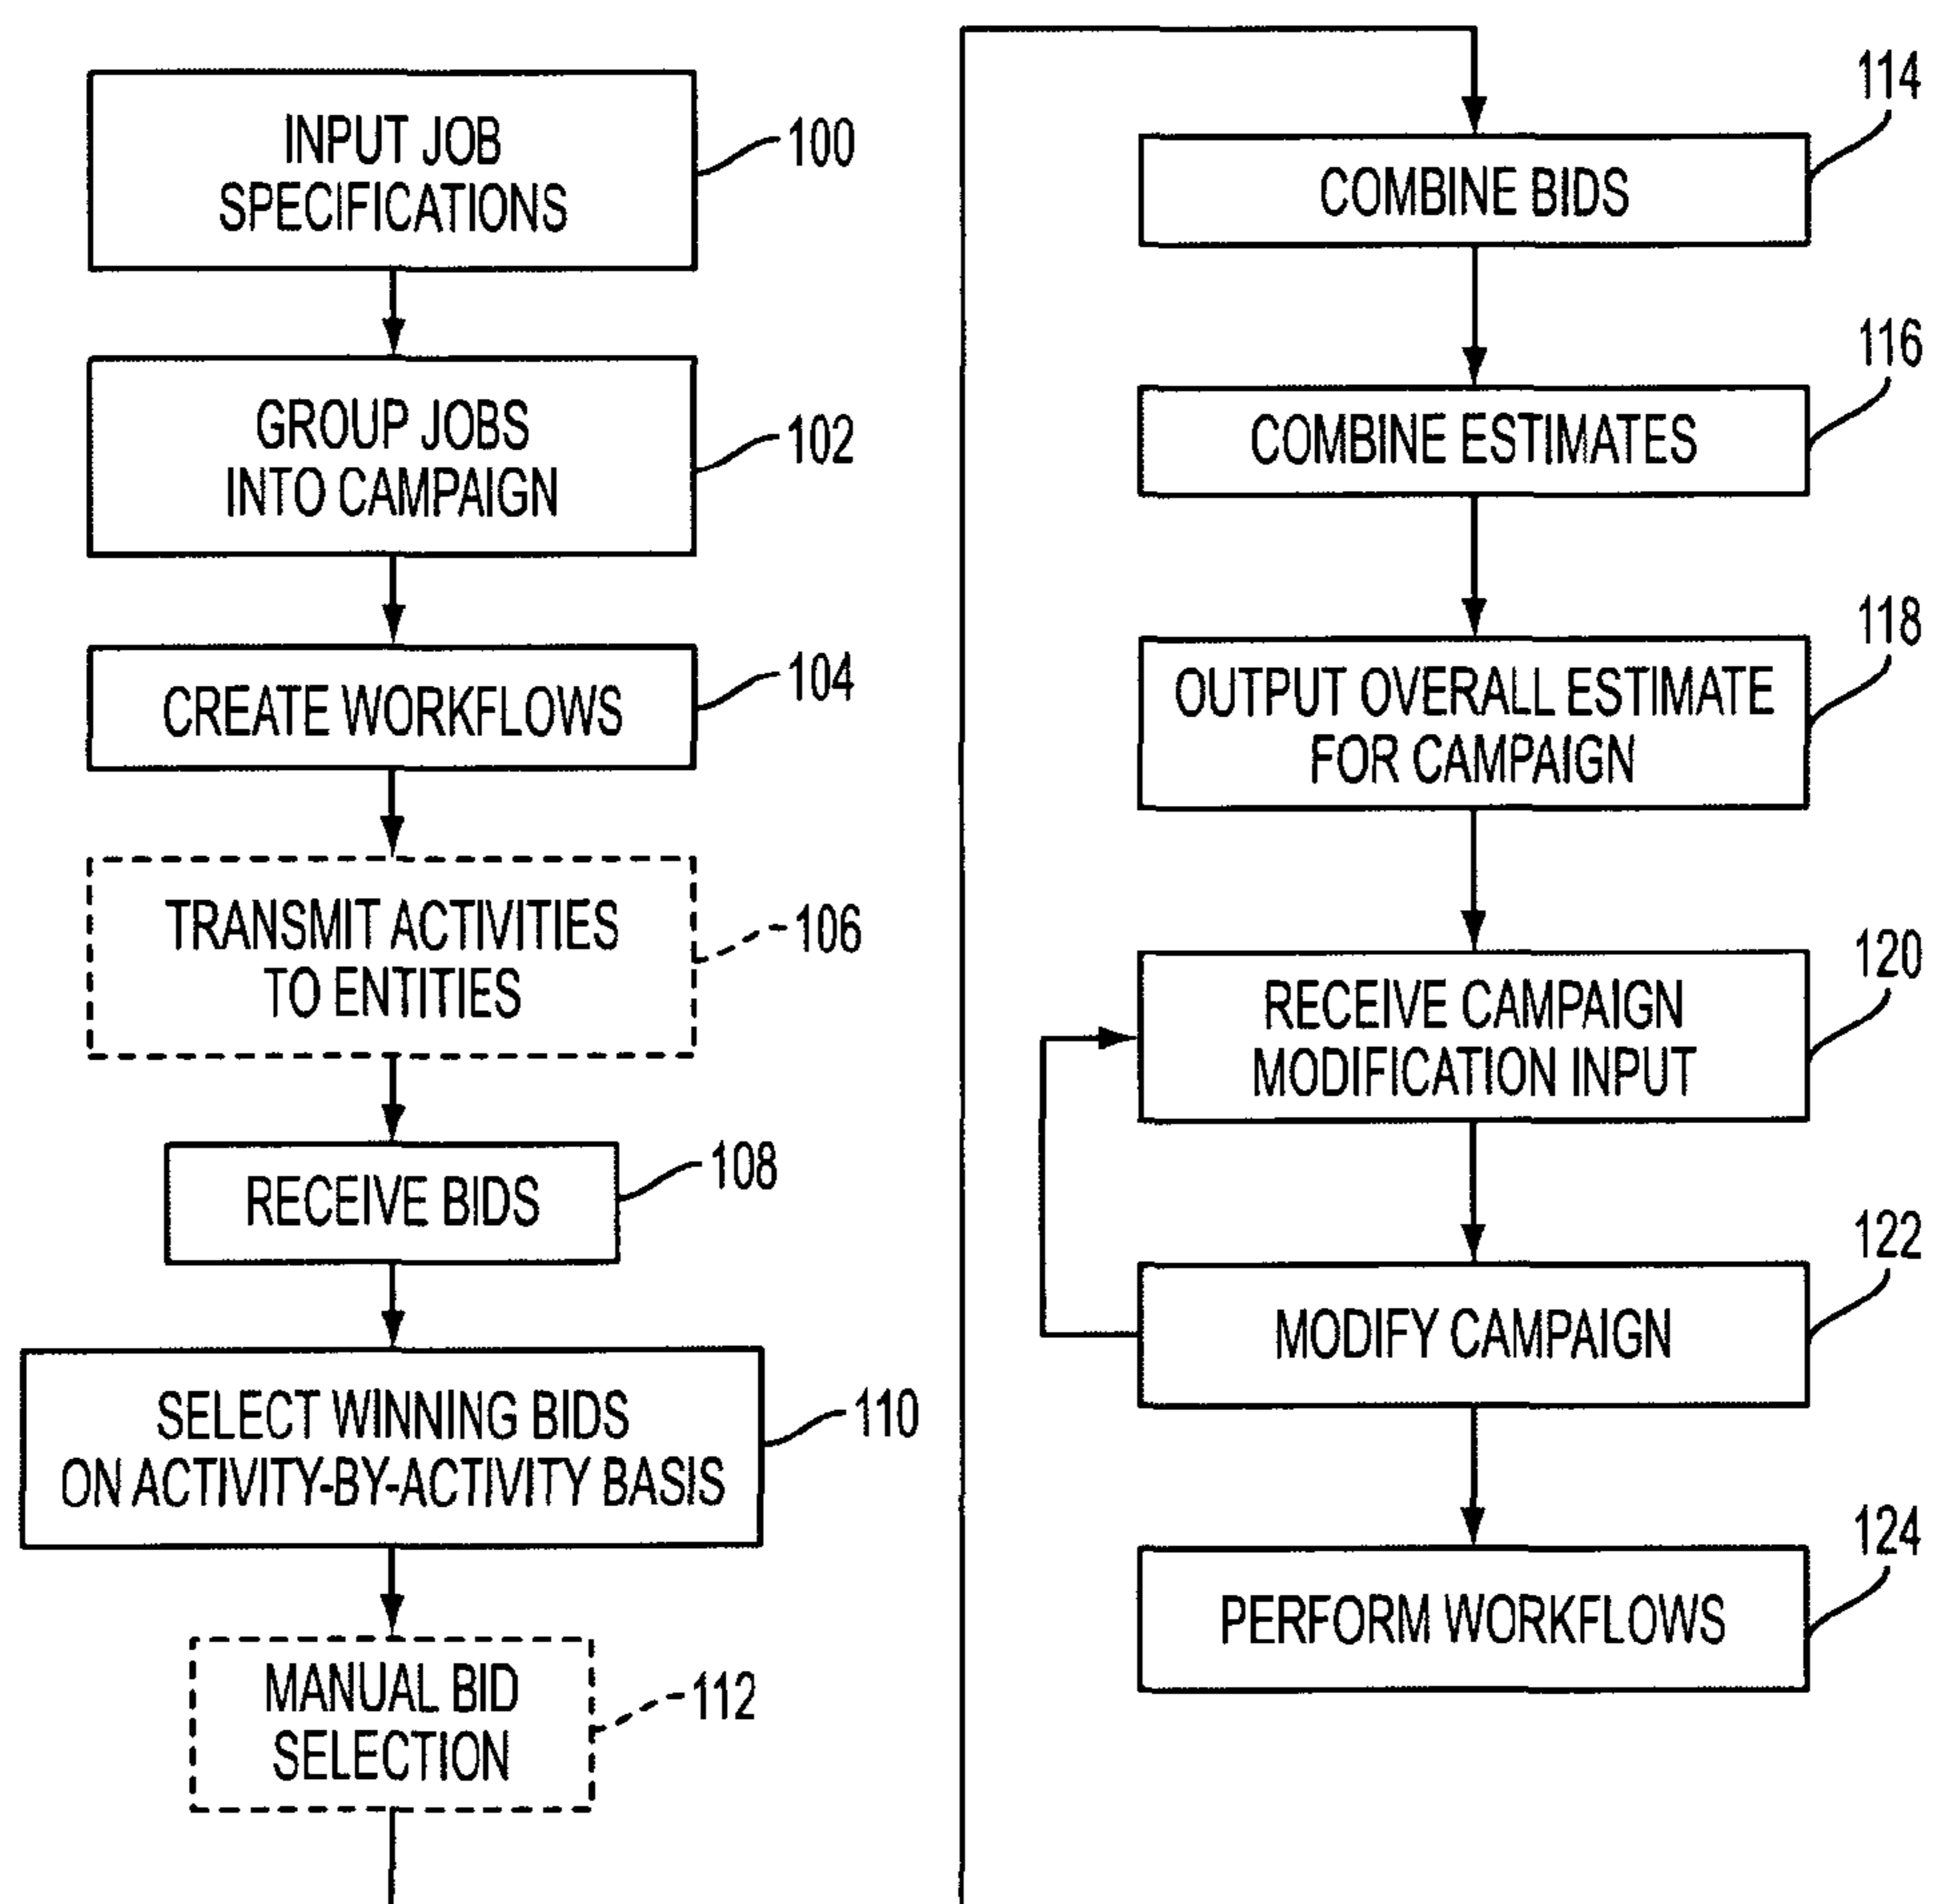 INPUT JOB
SPECIFICATIONS
100
GROUP JOBS
INTO CAMPAIGN
102
CREATE WORKFLOWS
104
TRANSMIT ACTIVITIES
TO ENTITIES
106
RECEIVE BIDS
108
SELECT WINNING BIDS
ON ACTIVITY-BY-ACTIVITY BASIS
110
MANUAL BID
SELECTION
112
COMBINE BIDS
114
COMBINE ESTIMATES
116
OUTPUT OVERALL ESTIMATE
FOR CAMPAIGN
118
RECEIVE CAMPAIGN
MODIFICATION INPUT
120
MODIFY CAMPAIGN
122
PERFORM WORKFLOWS
124